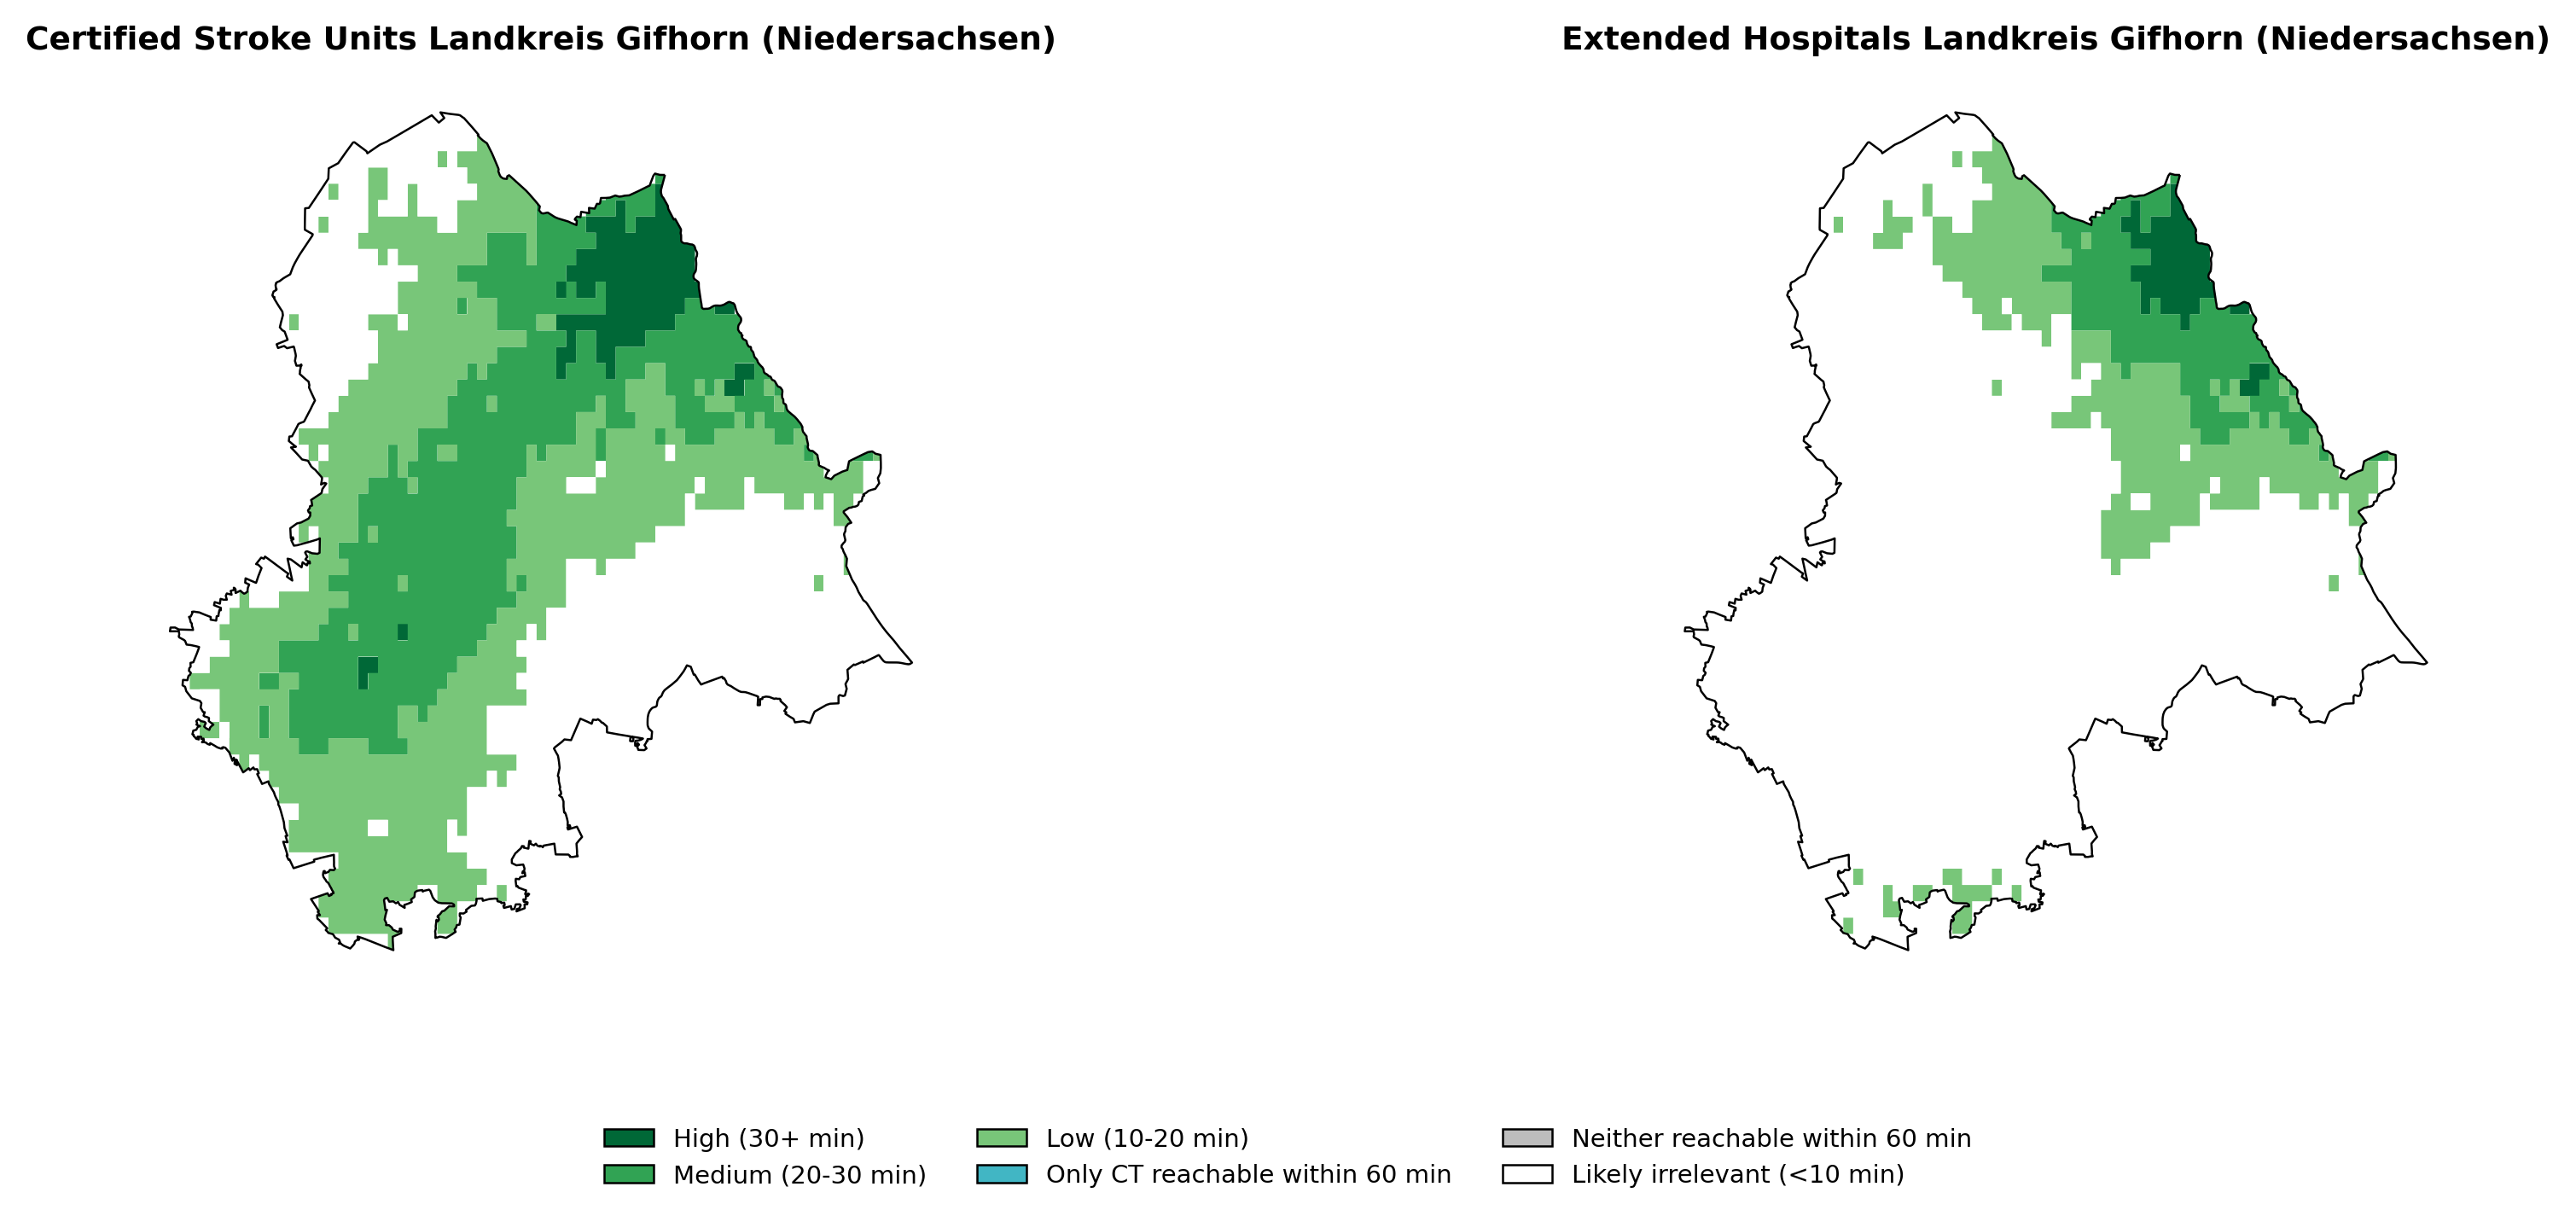 Certified Stroke Units Landkreis Gifhorn (Niedersachsen)
Extended Hospitals Landkreis Gifhorn (Niedersachsen)
High (30+ min)
Medium (20-30 min)
Low (10-20 min)
Only CT reachable within 60 min
Neither reachable within 60 min
Likely irrelevant (<10 min)